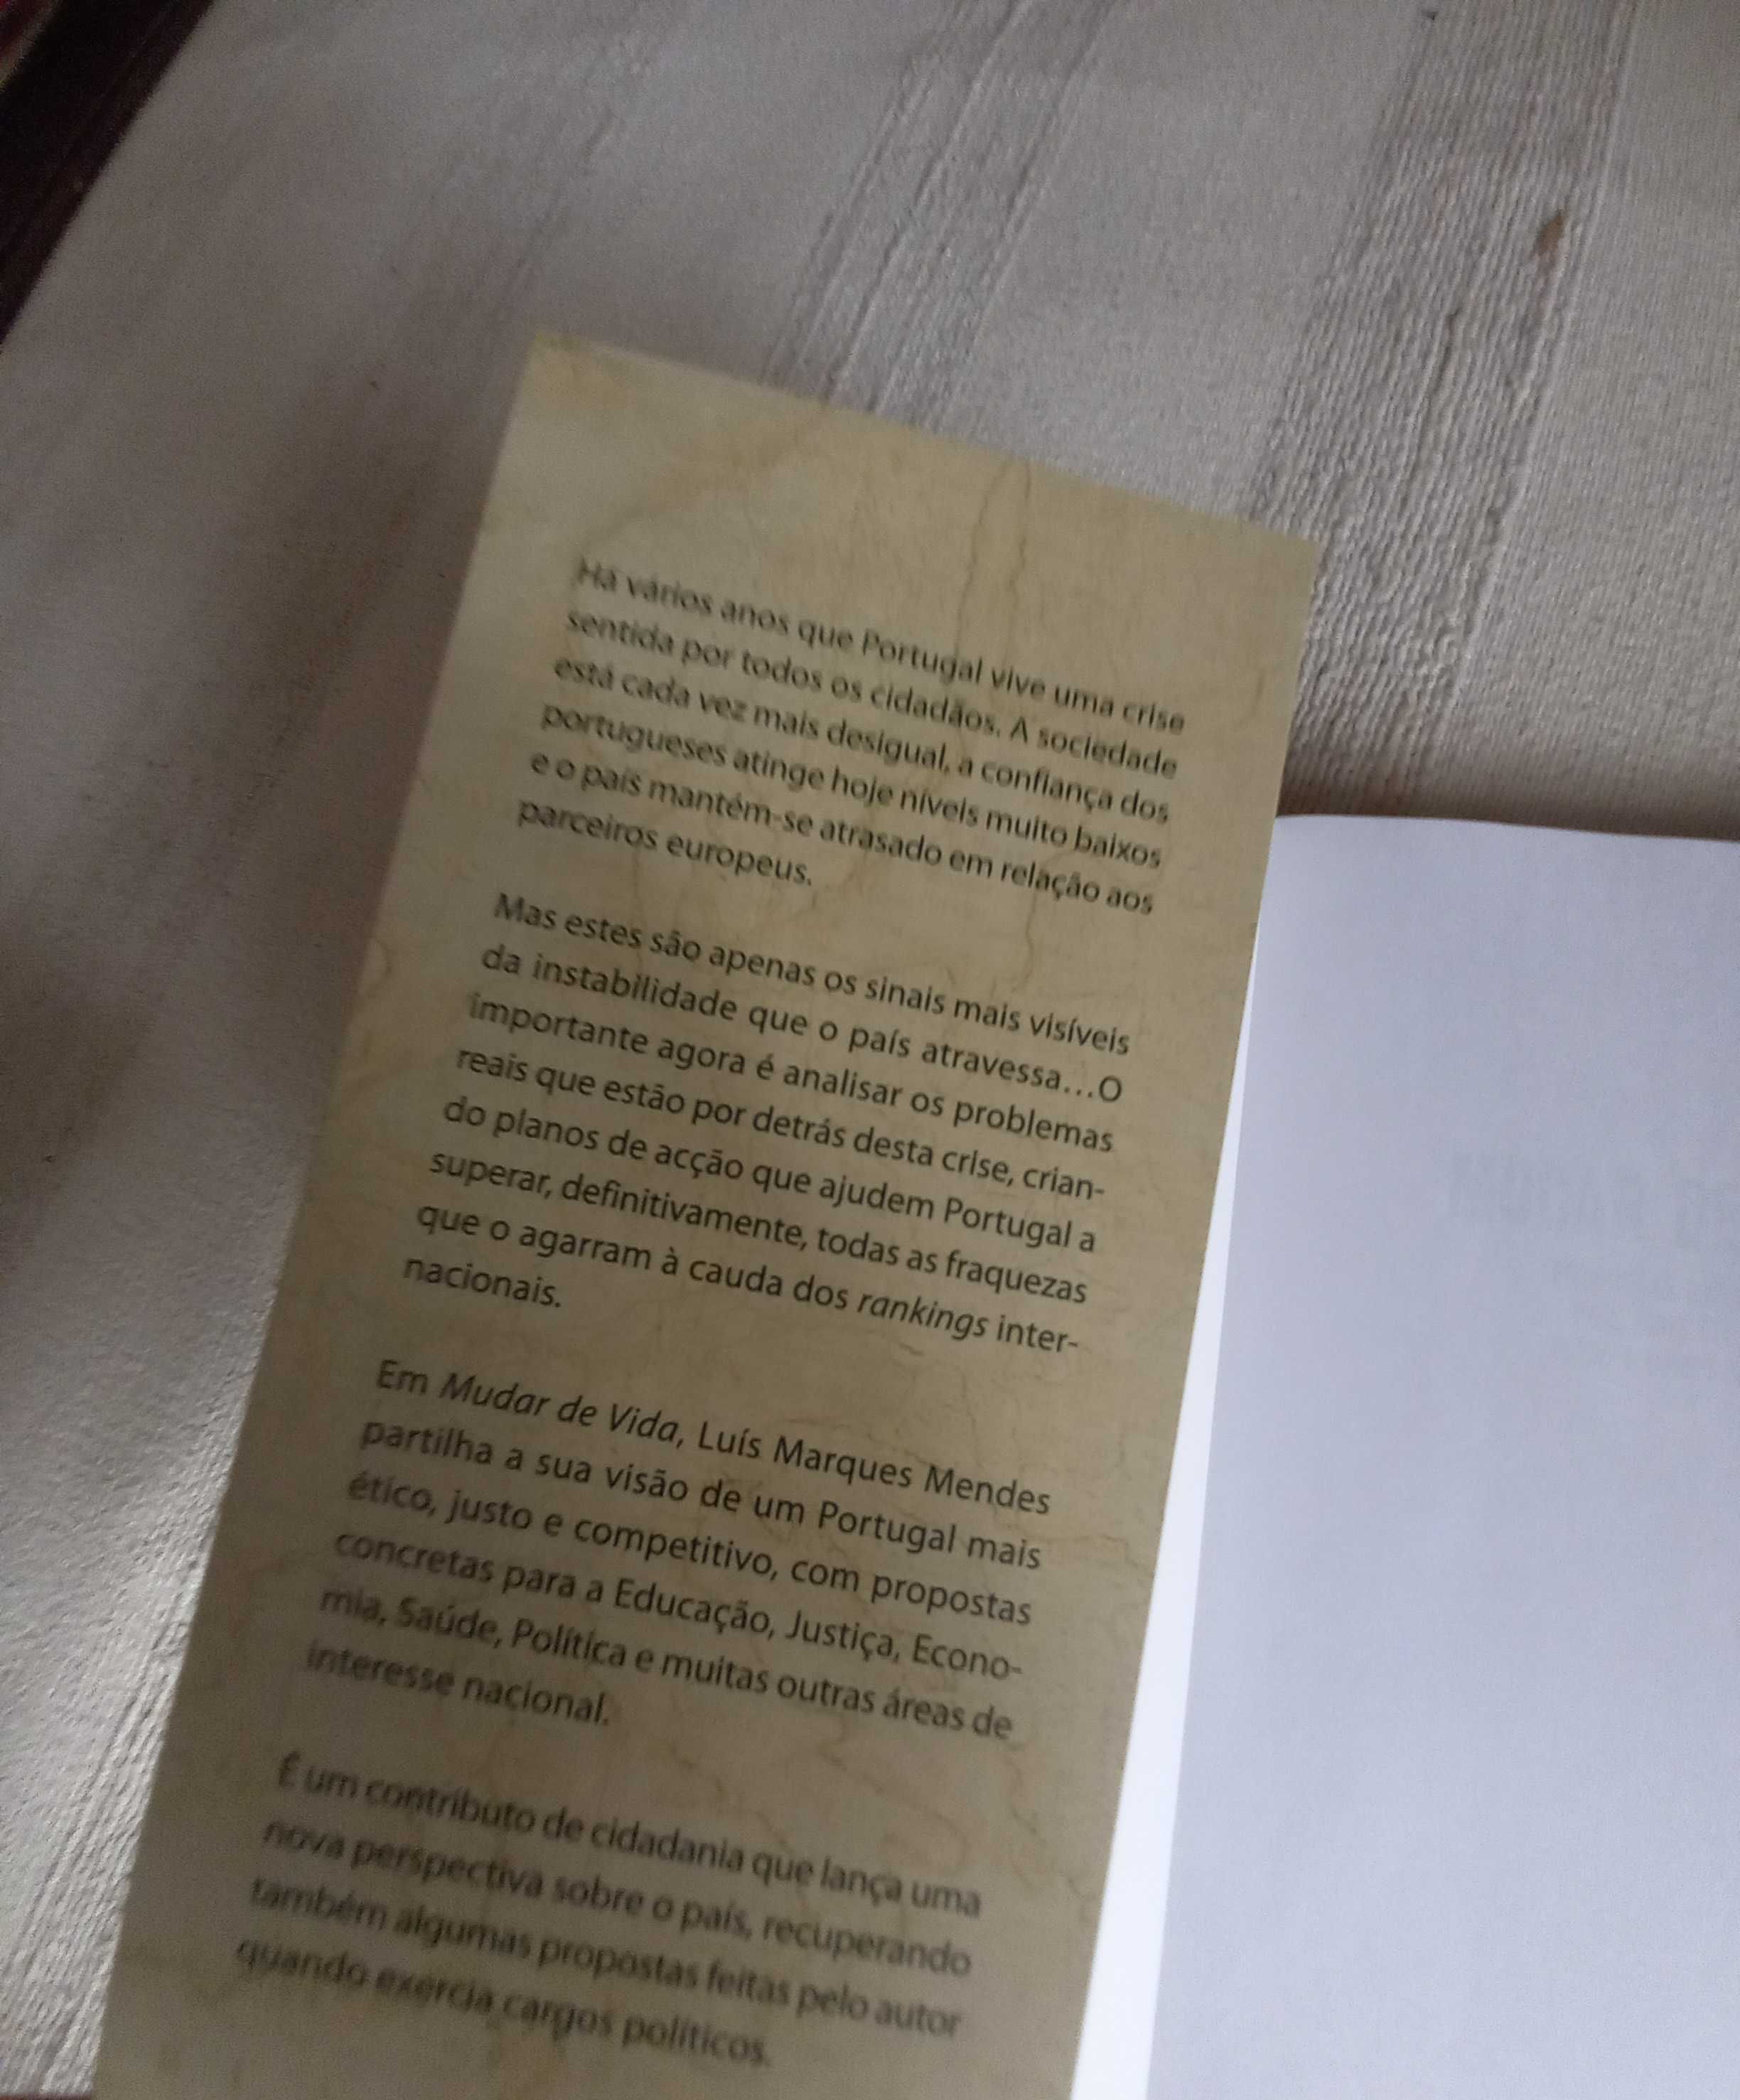 Há vários anos que Portugal vive uma crise
sentida por todos os cidadãos. A sociedade
está cada vez mais desigual, a confiança dos
portugueses atinge hoje níveis muito baixos
e o país mantém-se atrasado em relação aos
parceiros europeus.
Mas estes são apenas os sinais mais visíveis
da instabilidade que o país atravessa...O
importante agora é analisar os problemas
reais que estão por detrás desta crise, crian-
do planos de acção que ajudem Portugal a
superar, definitivamente, todas as fraquezas
que o agarram à cauda dos rankings inter-
nacionais.
Em Mudar de Vida, Luís Marques Mendes
partilha a sua visão de um Portugal mais
ético, justo e competitivo, com propostas
concretas para a Educação, Justiça, Econo-
mia, Saúde, Política e muitas outras áreas de
interesse nacional.
É um contributo de cidadania que lança uma
nova perspectiva sobre o país, recuperando
também algumas propostas feitas pelo autor
quando exercia cargos políticos.